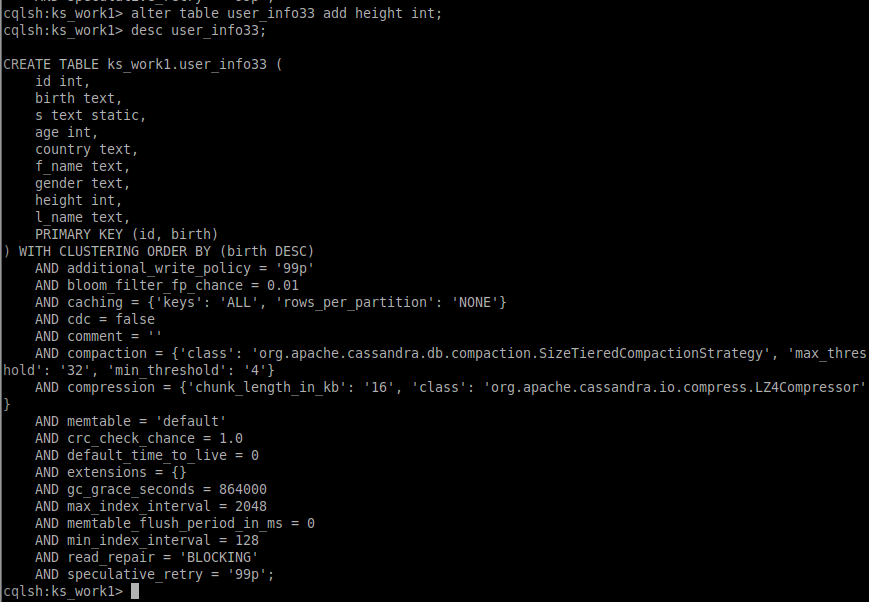 cqlsh:ks_work1> alter table user_info33 add height int;
cqlsh:ks_work1> desc user_info33;

CREATE TABLE ks_work1.user_info33 (
    id int,
    birth text,
    s text static,
    age int,
    country text,
    f_name text,
    gender text,
    height int,
    l_name text,
    PRIMARY KEY (id, birth)
) WITH CLUSTERING ORDER BY (birth DESC)
    AND additional_write_policy = '99p'
    AND bloom_filter_fp_chance = 0.01
    AND caching = {'keys': 'ALL', 'rows_per_partition': 'NONE'}
    AND cdc = false
    AND comment = ''
    AND compaction = {'class': 'org.apache.cassandra.db.compaction.SizeTieredCompactionStrategy', 'max_thres
hold': '32', 'min_threshold': '4'}
    AND compression = {'chunk_length_in_kb': '16', 'class': 'org.apache.cassandra.io.compress.LZ4Compressor'
}
    AND memtable = 'default'
    AND crc_check_chance = 1.0
    AND default_time_to_live = 0
    AND extensions = {}
    AND gc_grace_seconds = 864000
    AND max_index_interval = 2048
    AND memtable_flush_period_in_ms = 0
    AND min_index_interval = 128
    AND read_repair = 'BLOCKING'
    AND speculative_retry = '99p';
cqlsh:ks_work1>